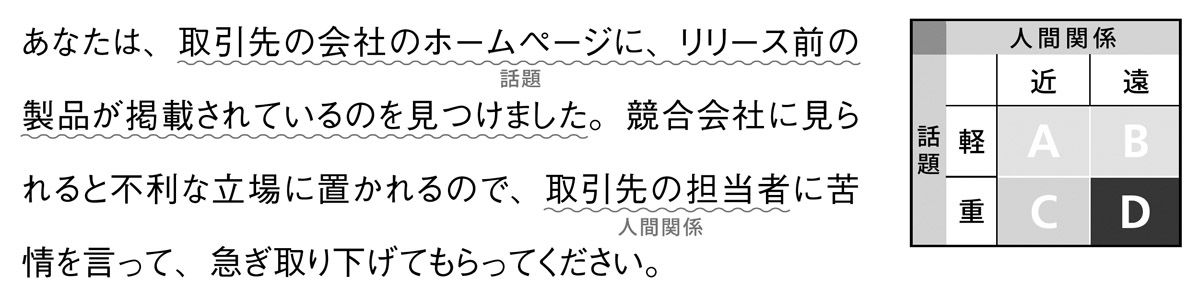 あなたは、取引先の会社のホームページに、リリース前の
話題
製品が掲載されているのを見つけました。競合会社に見ら
れると不利な立場に置かれるので、取引先の担当者に苦
人間関係
情を言って、急ぎ取り下げてもらってください。
人間関係
近 遠
話題
軽 A B
重 C D